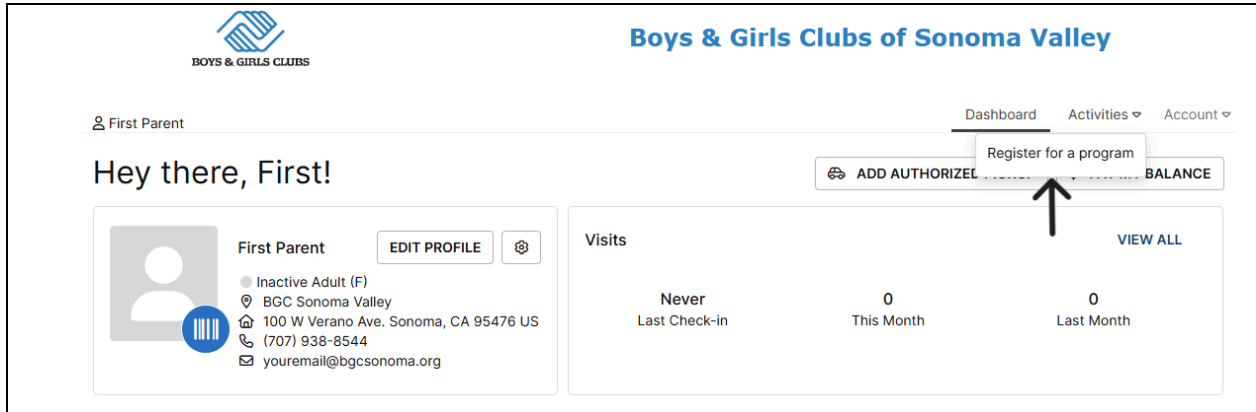 BOYS & GIRLS CLUBS
Boys & Girls Clubs of Sonoma Valley
First Parent
Dashboard Activities Account
Register for a program
Hey there, First!
ADD AUTHORIZED
BALANCE
First Parent EDIT PROFILE
Inactive Adult (F)
BGC Sonoma Valley
100 W Verano Ave. Sonoma, CA 95476 US
(707) 938-8544
youremail@bgcsonoma.org
Visits VIEW ALL
Never 0 0
Last Check-in This Month Last Month